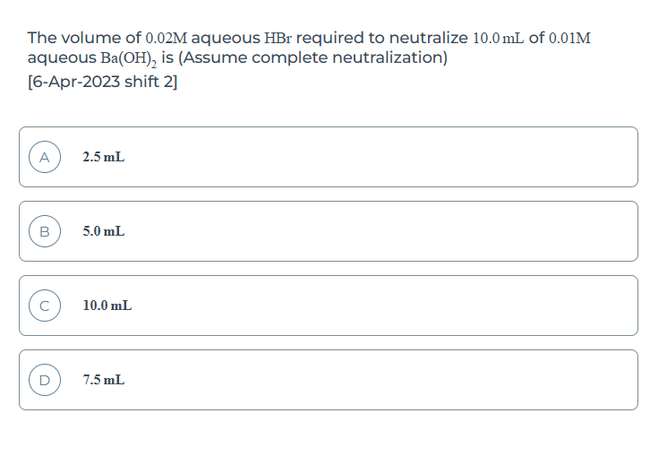 The volume of 0.02M aqueous HBr required to neutralize 10.0 mL of 0.01M
aqueous Ba(OH)₂ is (Assume complete neutralization)
[6-Apr-2023 shift 2]
A 2.5 mL
B 5.0 mL
C 10.0 mL
D 7.5 mL